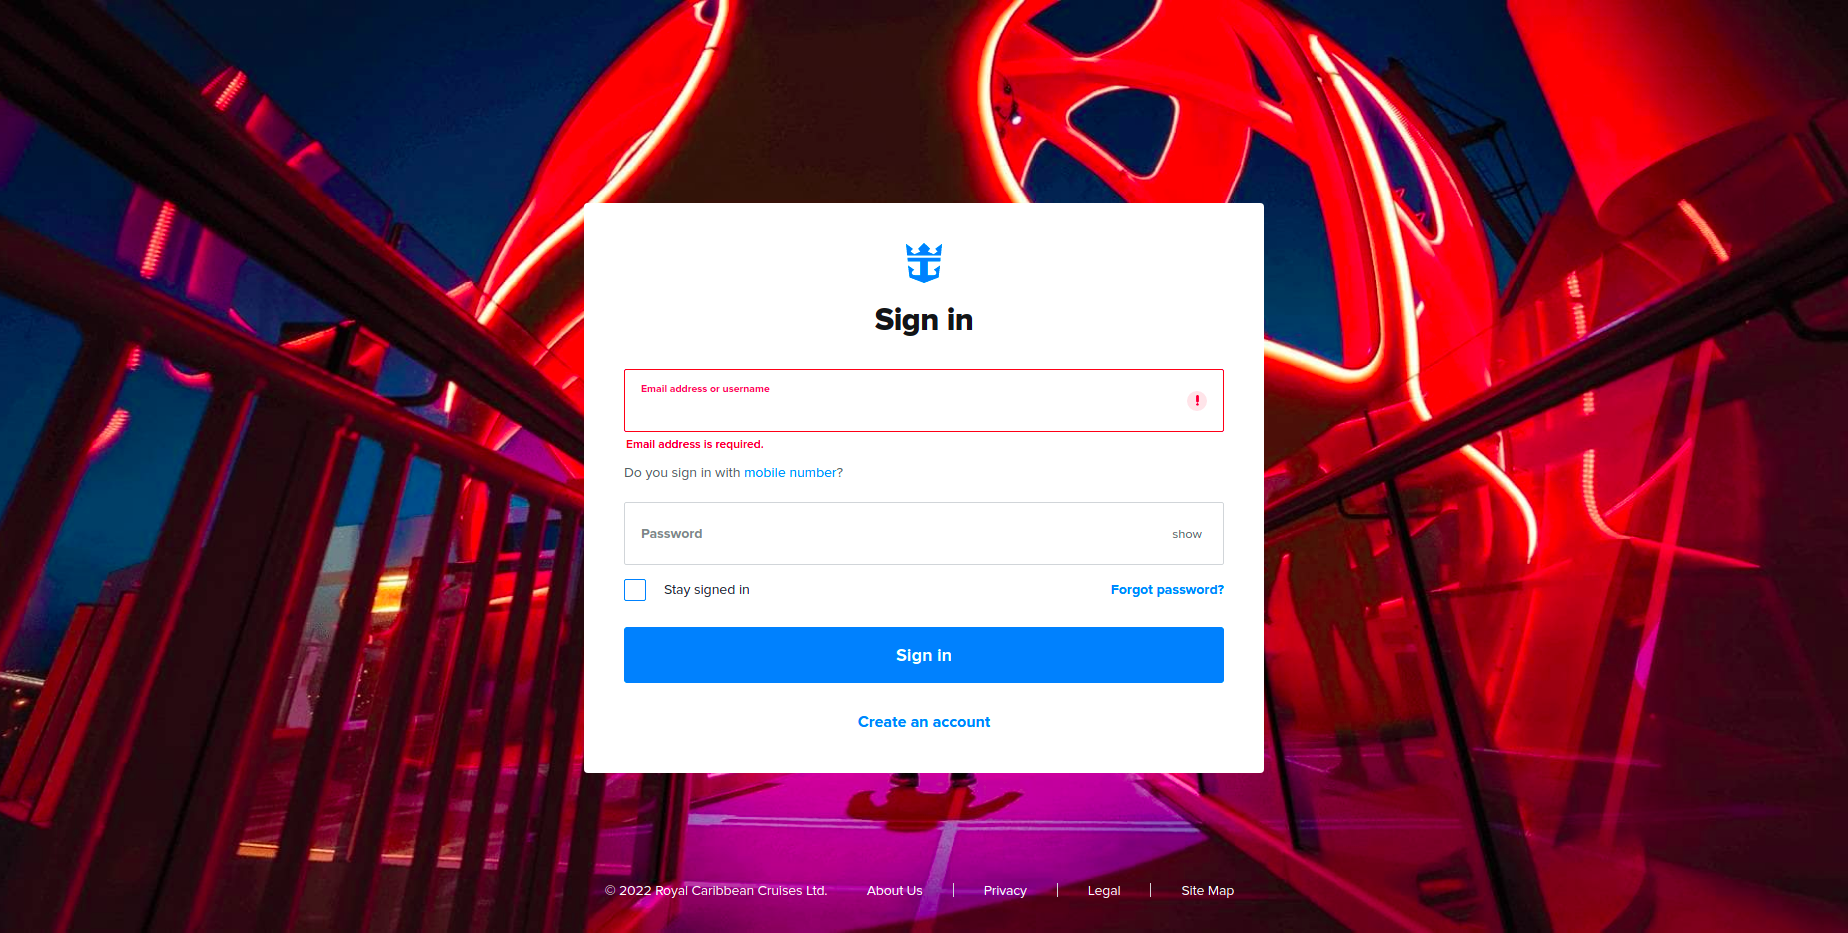 Sign in
Email address or username
Email address is required.
Do you sign in with mobile number?
Password
show
Stay signed in
Forgot password?
Sign in
Create an account
© 2022 Royal Caribbean Cruises Ltd. About Us | Privacy | Legal | Site Map